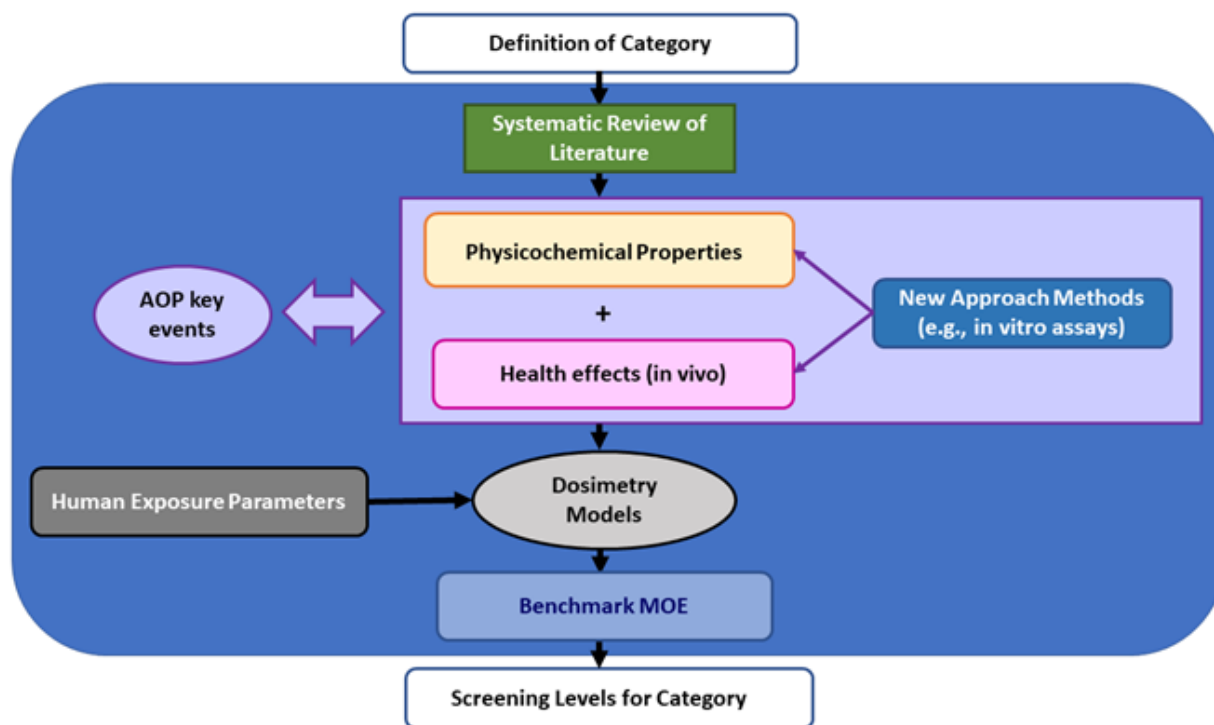 Definition of Category
Systematic Review of
Literature
Physicochemical Properties
AOP key
events
+
New Approach Methods
(e.g., in vitro assays)
Health effects (in vivo)
Human Exposure Parameters
Dosimetry
Models
Benchmark MOE
Screening Levels for Category